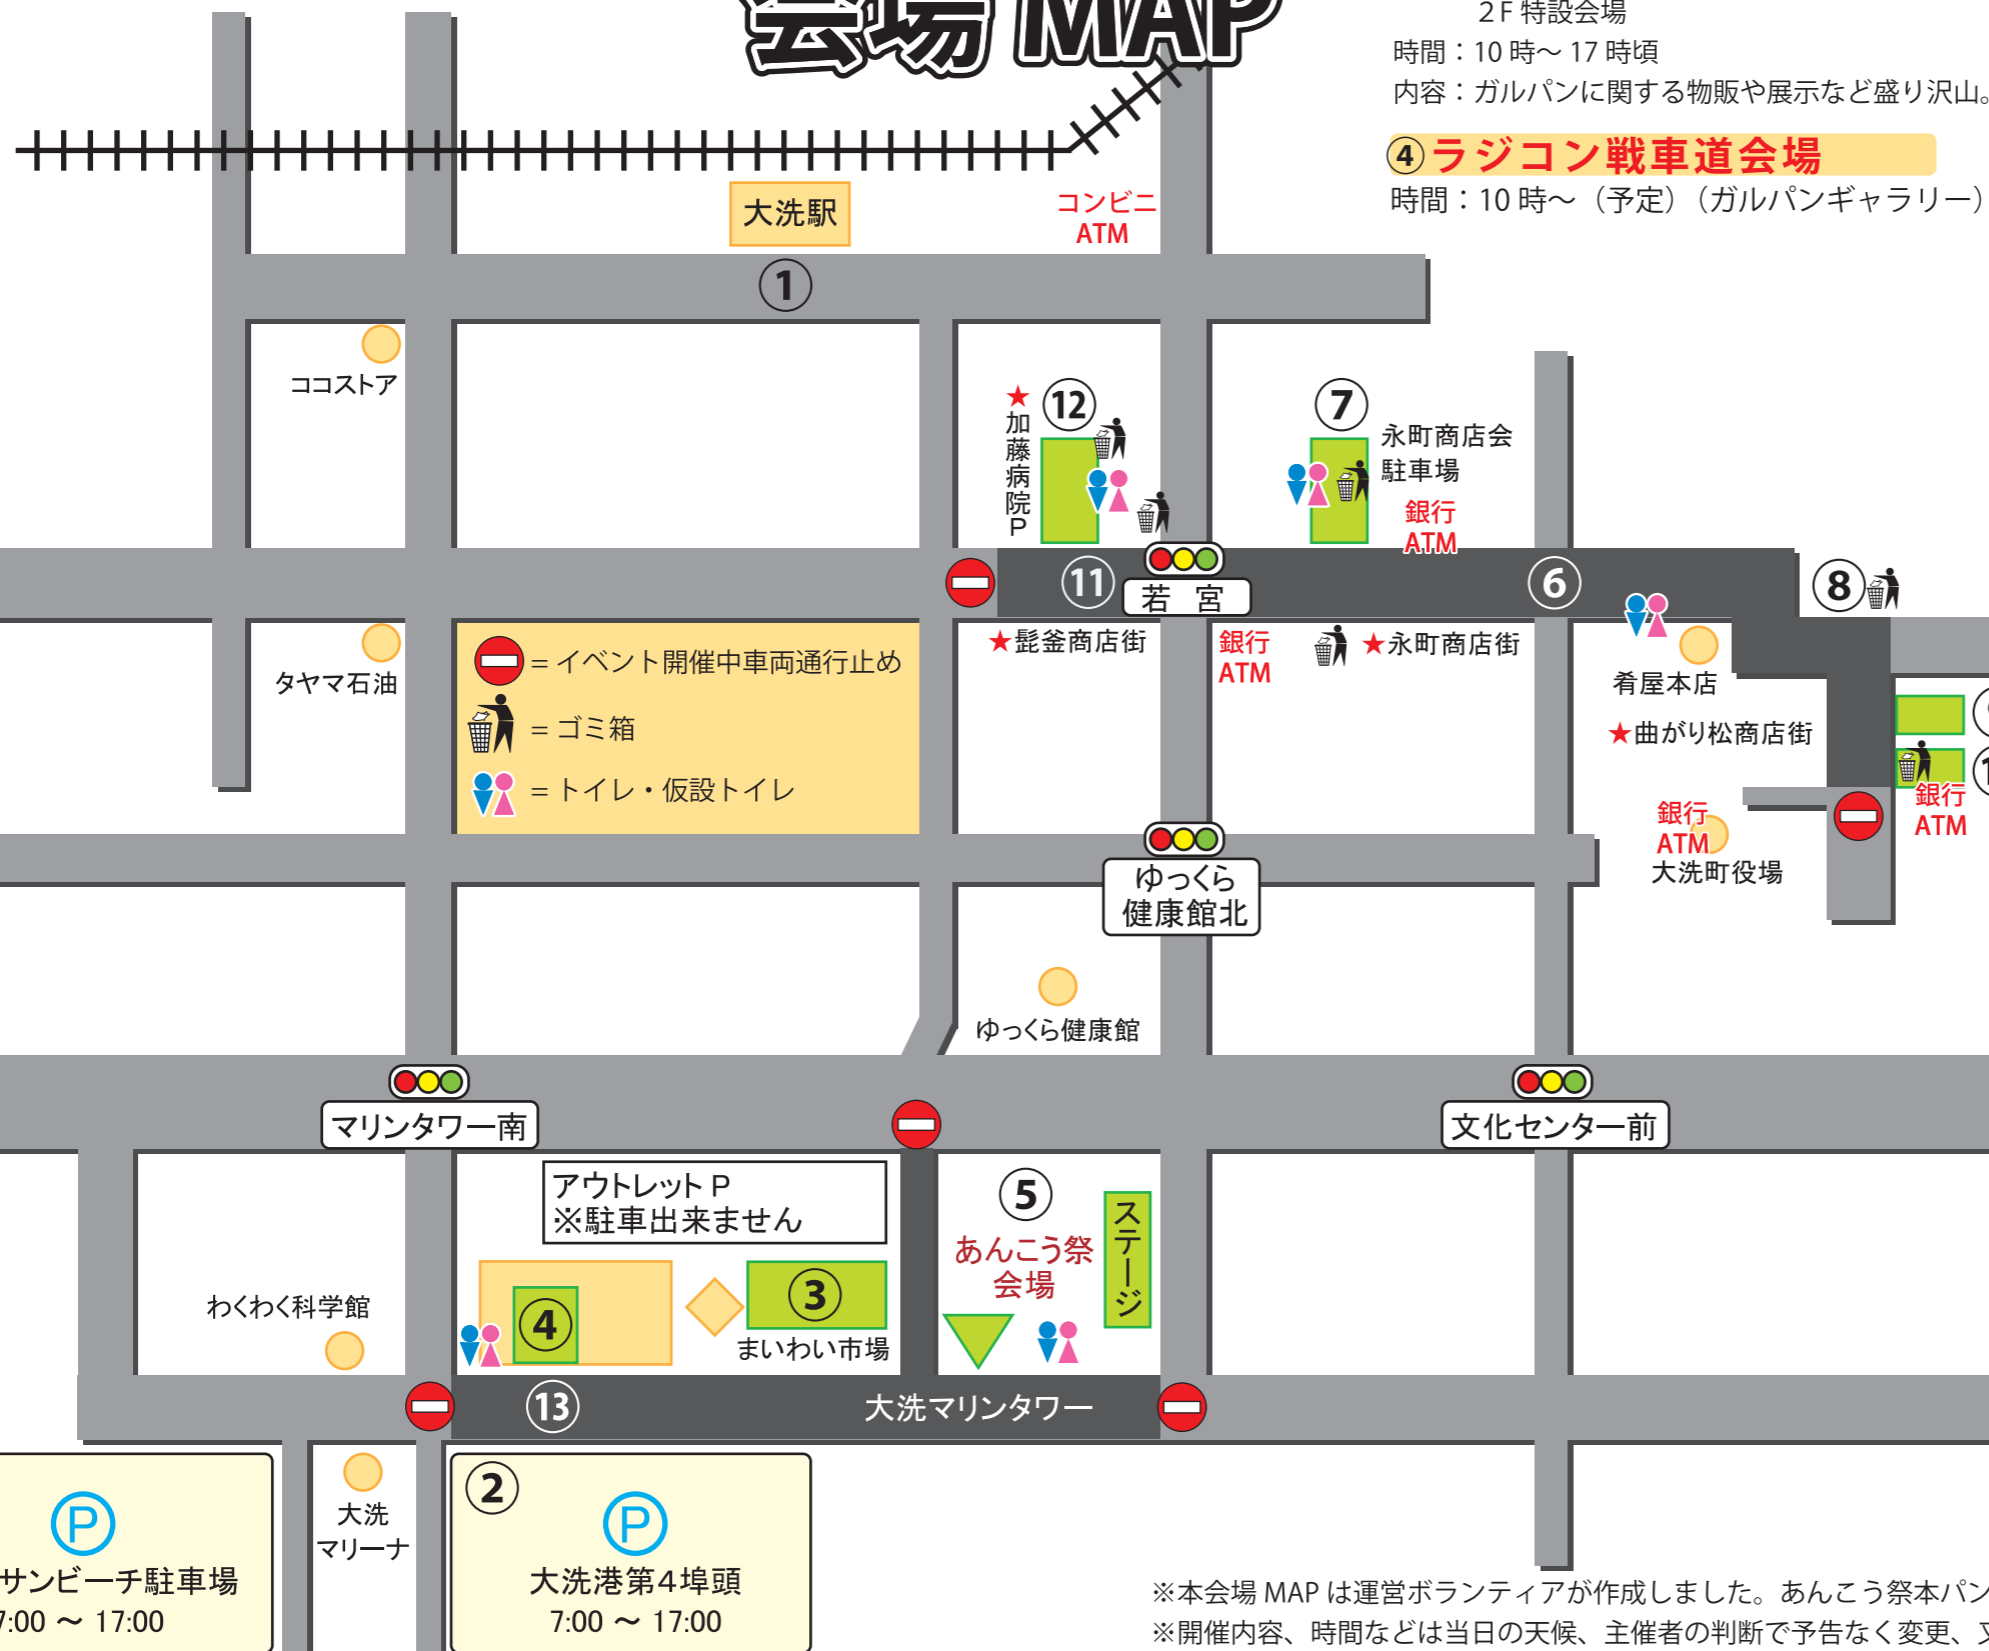 会場 MAP
２F 特設会場
時間：10 時～ 17 時頃
内容：ガルパンに関する物販や展示など盛り沢山。
④ラジコン戦車道会場
時間：10 時～（予定）（ガルパンギャラリー）
大洗駅
コンビニ
ATM
①
ココストア
★加藤病院P
⑫
⑦
永町商店会
駐車場
銀行
ATM
⑪
若 宮
⑥
⑧
★髭釜商店街
銀行
ATM
★永町商店街
肴屋本店
★曲がり松商店街
タヤマ石油
= イベント開催中車両通行止め
= ゴミ箱
= トイレ・仮設トイレ
銀行
ATM
大洗町役場
銀行
ATM
ゆっくら
健康館北
ゆっくら健康館
マリンタワー南
文化センター前
アウトレット P
※駐車出来ません
⑤
あんこう祭
会場
ステージ
わくわく科学館
④
③
まいわい市場
⑬
大洗マリンタワー
大洗
マリーナ
P
サンビーチ駐車場
7:00 ～ 17:00
②
P
大洗港第4埠頭
7:00 ～ 17:00
※本会場 MAP は運営ボランティアが作成しました。あんこう祭本パン
※開催内容、時間などは当日の天候、主催者の判断で予告なく変更、